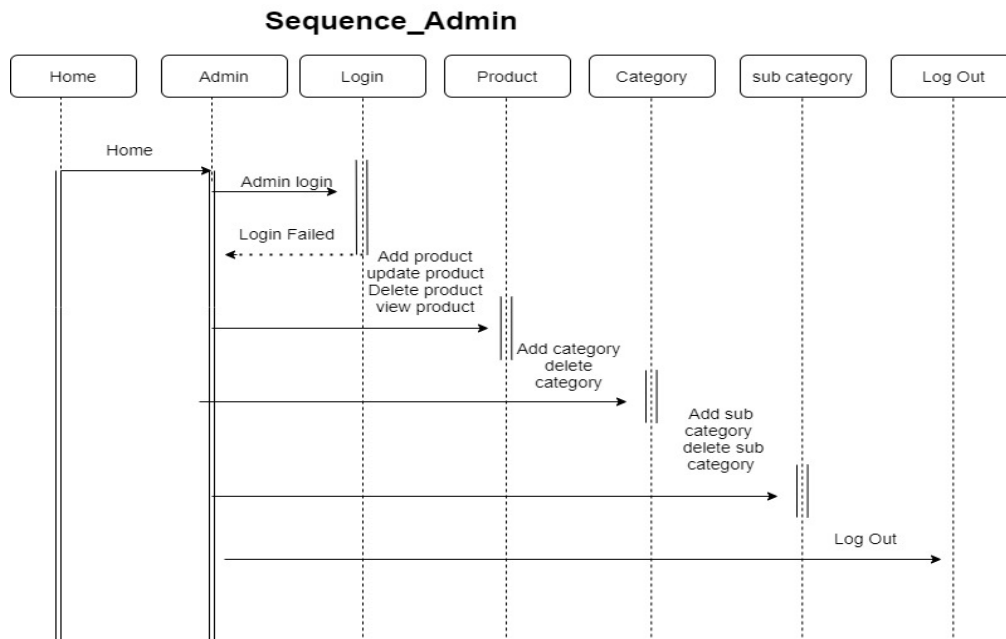 Sequence_Admin
Home
Admin
Login
Product
Category
sub category
Log Out
Home
Admin login
Login Failed
Add product
update product
Delete product
view product
Add category
delete
category
Add sub
category
delete sub
category
Log Out